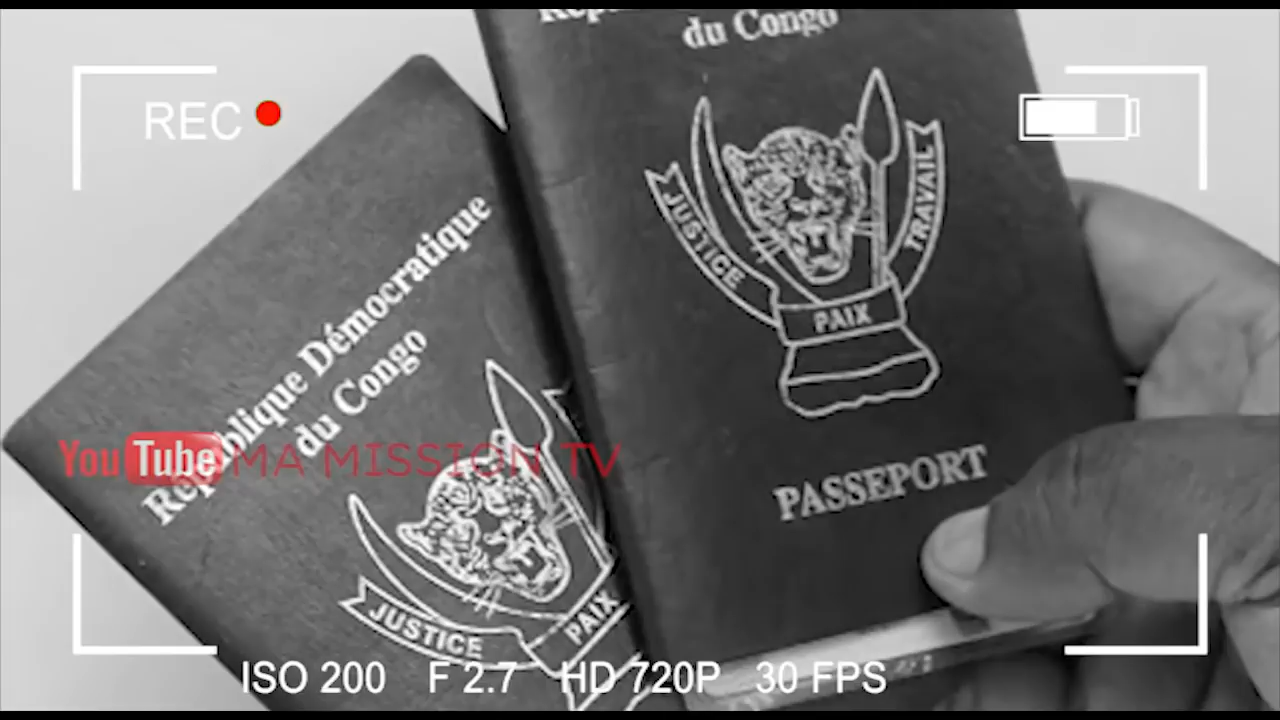 République
du Congo
REC
JUSTICE
TRAVAIL
PAIX
PASSEPORT
République Démocratique
du Congo
YouTube MA MISSION TV
JUSTICE
PAIX
ISO 200 F 2.7 HD 720P 30 FPS